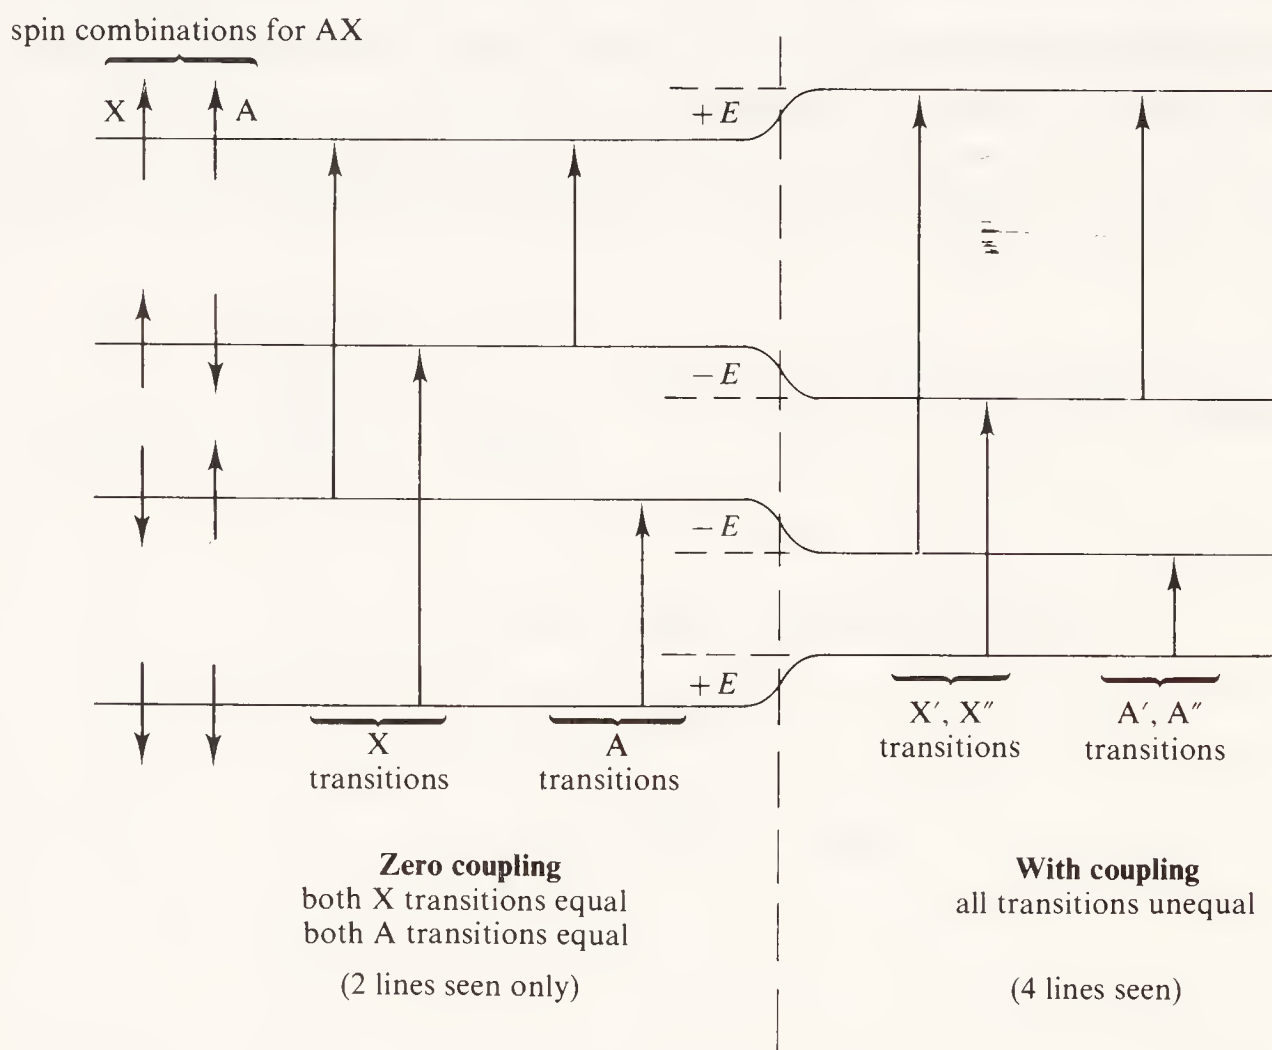 spin combinations for AX
X A
+E
−E
−E
+E
X
transitions
A
transitions
X′, X″
transitions
A′, A″
transitions
Zero coupling
both X transitions equal
both A transitions equal
(2 lines seen only)
With coupling
all transitions unequal
(4 lines seen)